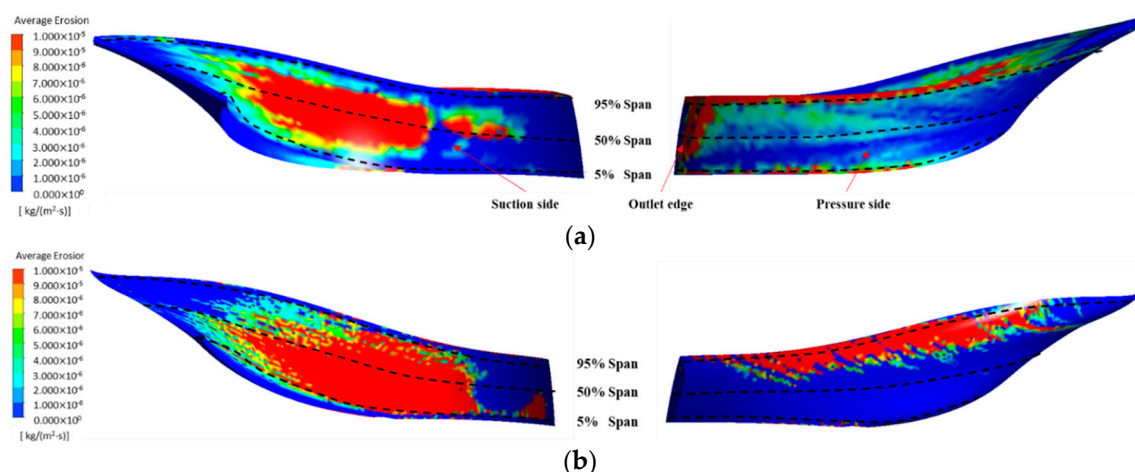 Average Erosion
1.000×10⁻⁵
9.000×10⁻⁶
8.000×10⁻⁶
7.000×10⁻⁶
6.000×10⁻⁶
5.000×10⁻⁶
4.000×10⁻⁶
3.000×10⁻⁶
2.000×10⁻⁶
1.000×10⁻⁶
0.000×10⁰
[ kg/(m²·s)]
95% Span
50% Span
5% Span
Suction side
Outlet edge
Pressure side
(a)
Average Erosior
1.000×10⁻⁵
9.000×10⁻⁶
8.000×10⁻⁶
7.000×10⁻⁶
6.000×10⁻⁶
5.000×10⁻⁶
4.000×10⁻⁶
3.000×10⁻⁶
2.000×10⁻⁶
1.000×10⁻⁶
0.000×10⁰
[ kg/(m²·s)]
95% Span
50% Span
5% Span
(b)